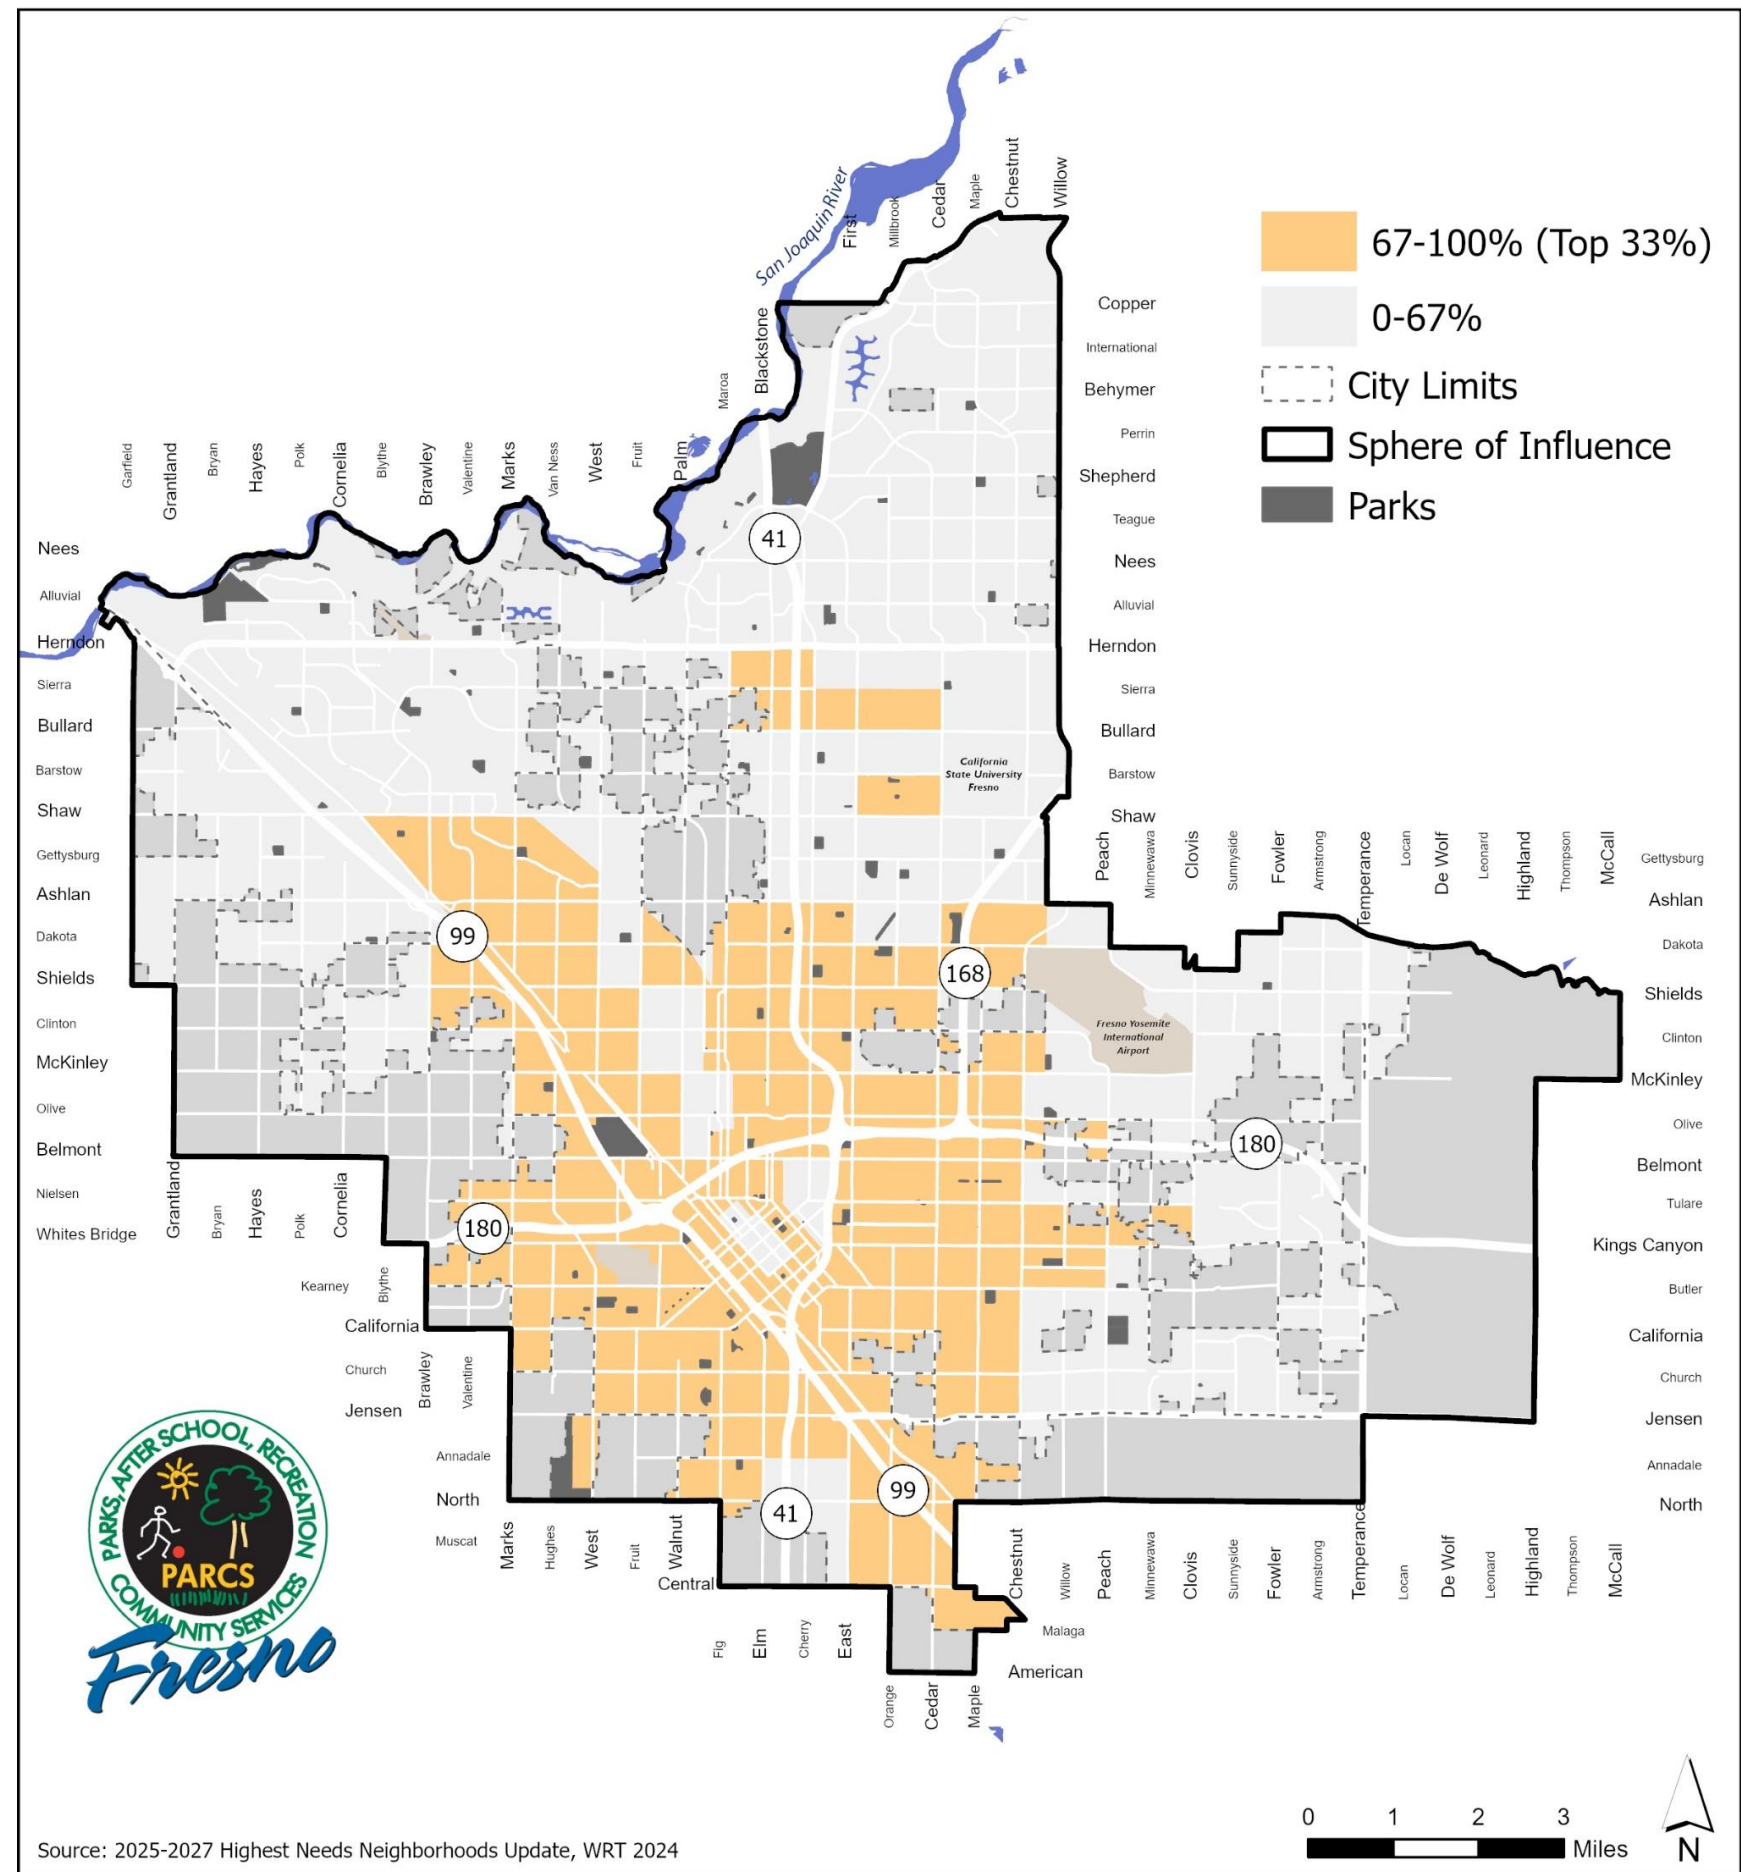 San Joaquin River
First
Millbrook
Cedar
Maple
Chestnut
Willow
67-100% (Top 33%)
0-67%
City Limits
Sphere of Influence
Parks
Copper
International
Behymer
Perrin
Shepherd
Teague
Nees
Alluvial
Herndon
Sierra
Bullard
Barstow
Shaw
Garfield
Grantland
Bryan
Hayes
Polk
Cornelia
Blythe
Brawley
Valentine
Marks
Van Ness
West
Fruit
Palm
Maroa
Blackstone
Nees
Alluvial
Herndon
Sierra
Bullard
Barstow
Shaw
Gettysburg
Ashlan
Dakota
Shields
Clinton
McKinley
Olive
Belmont
Nielsen
Whites Bridge
41
California
State University
Fresno
99
168
Fresno Yosemite
International
Airport
180
180
Peach
Minnewawa
Clovis
Sunnyside
Fowler
Armstrong
Temperance
Locan
De Wolf
Leonard
Highland
Thompson
McCall
Gettysburg
Ashlan
Dakota
Shields
Clinton
McKinley
Olive
Belmont
Tulare
Kings Canyon
Butler
California
Church
Jensen
Annadale
North
Grantland
Bryan
Hayes
Polk
Cornelia
Kearney
Blythe
California
Church
Jensen
Brawley
Valentine
Annadale
North
Muscat
99
41
Marks
Hughes
West
Fruit
Walnut
Central
Fig
Elm
Cherry
East
Orange
Cedar
Maple
Chestnut
Willow
Peach
Minnewawa
Clovis
Sunnyside
Fowler
Armstrong
Temperance
Locan
De Wolf
Leonard
Highland
Thompson
McCall
Malaga
American
PARKS, AFTER SCHOOL, RECREATION
COMMUNITY SERVICES
PARCS
Fresno
0 1 2 3
Miles
N
Source: 2025-2027 Highest Needs Neighborhoods Update, WRT 2024